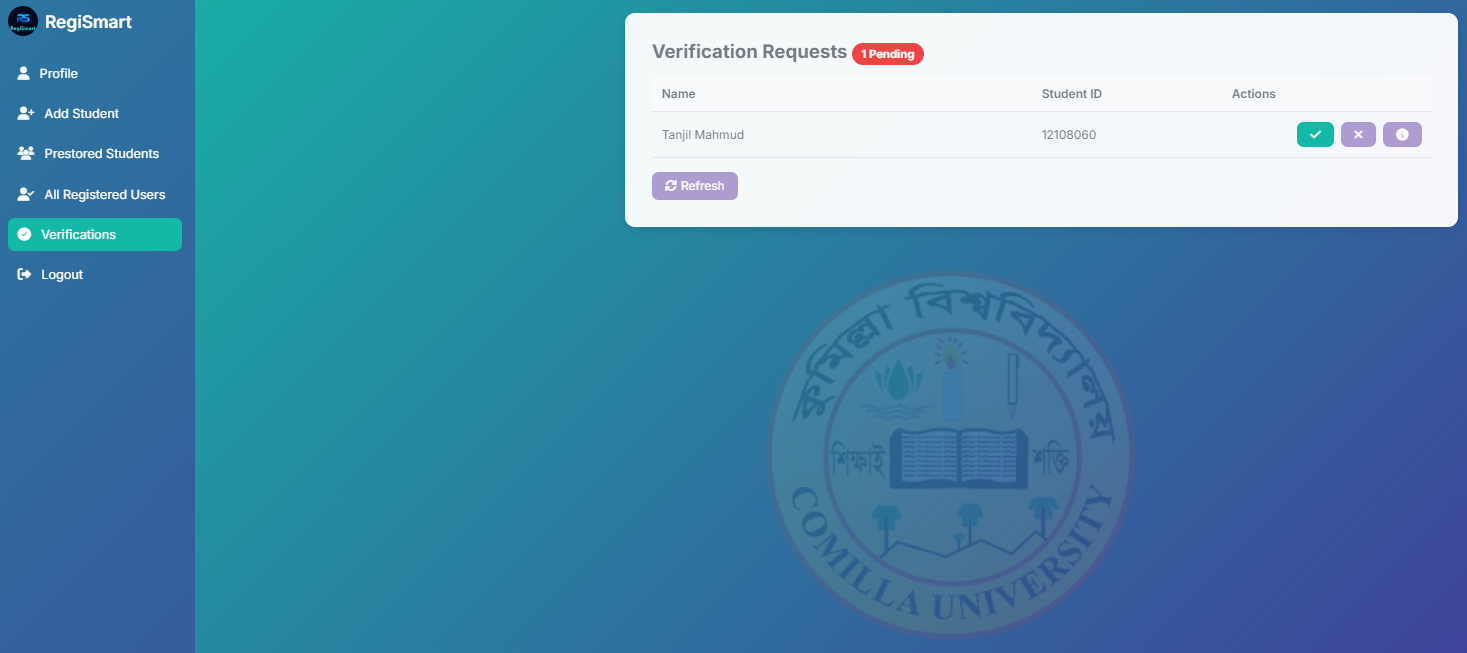 RS
RegiSmart
RegiSmart
Profile
Add Student
Prestored Students
All Registered Users
Verifications
Logout
Verification Requests 1 Pending
Name Student ID Actions
Tanjil Mahmud 12108060
Refresh
কুমিল্লা বিশ্ববিদ্যালয়
শিক্ষাই শক্তি
COMILLA UNIVERSITY